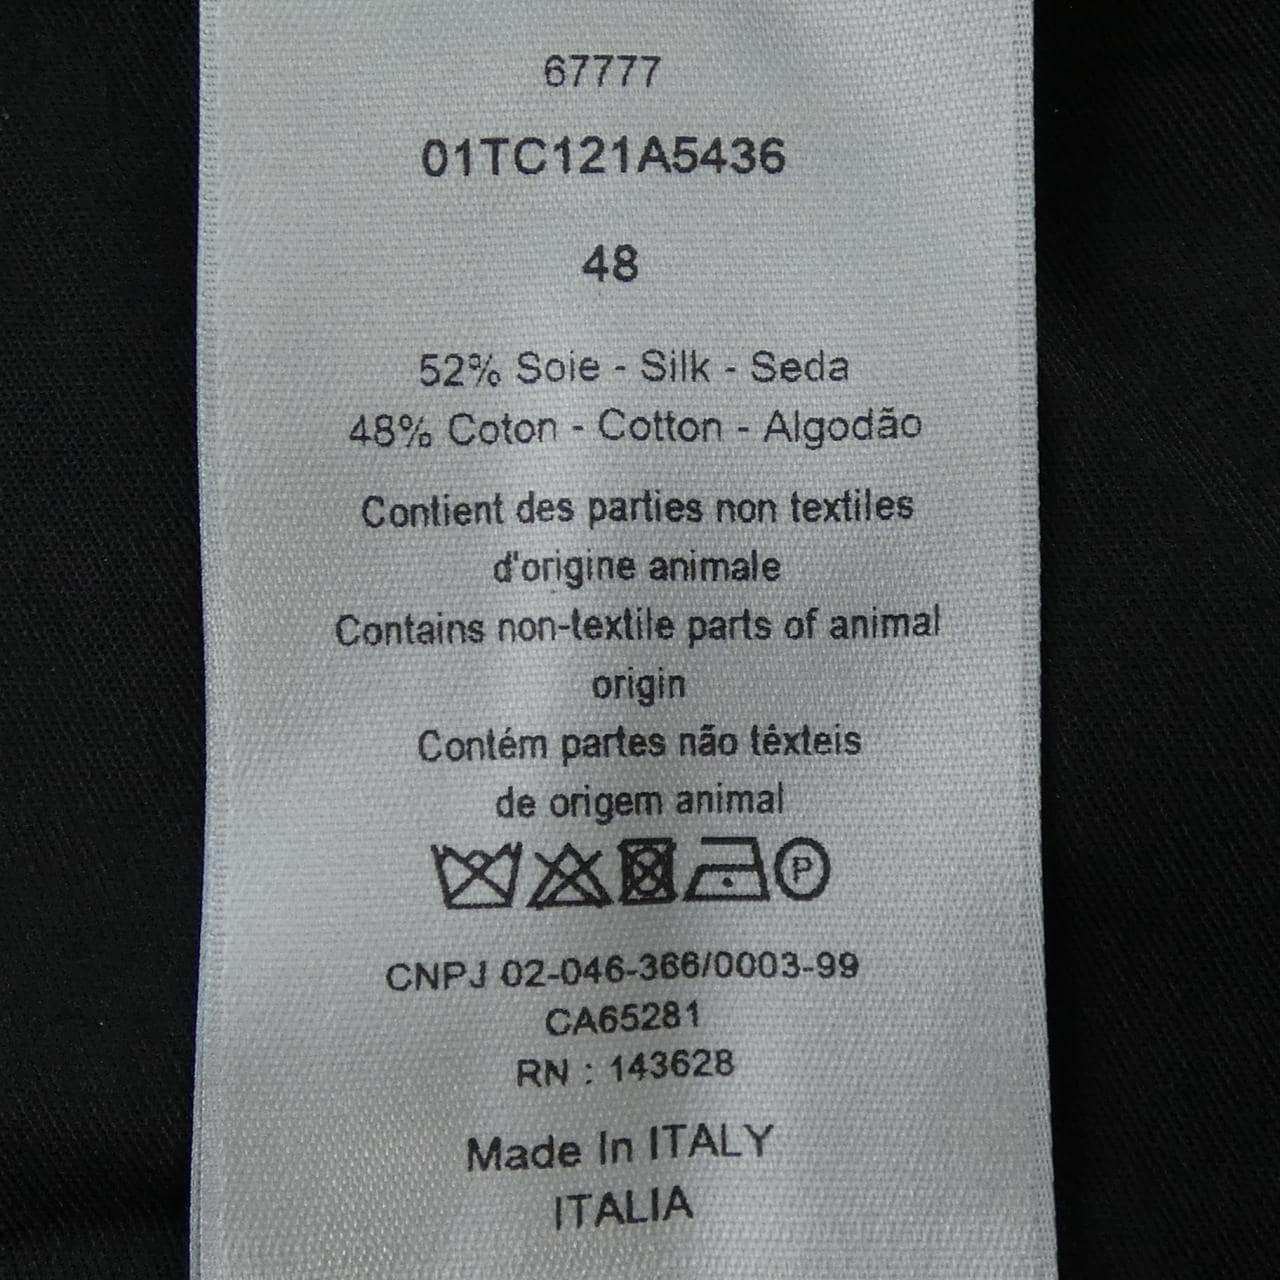 67777
01TC121A5436
48
52% Soie - Silk - Seda
48% Coton - Cotton - Algodão
Contient des parties non textiles
d'origine animale
Contains non-textile parts of animal
origin
Contém partes não têxteis
de origem animal
P
CNPJ 02-046-366/0003-99
CA65281
RN : 143628
Made In ITALY
ITALIA